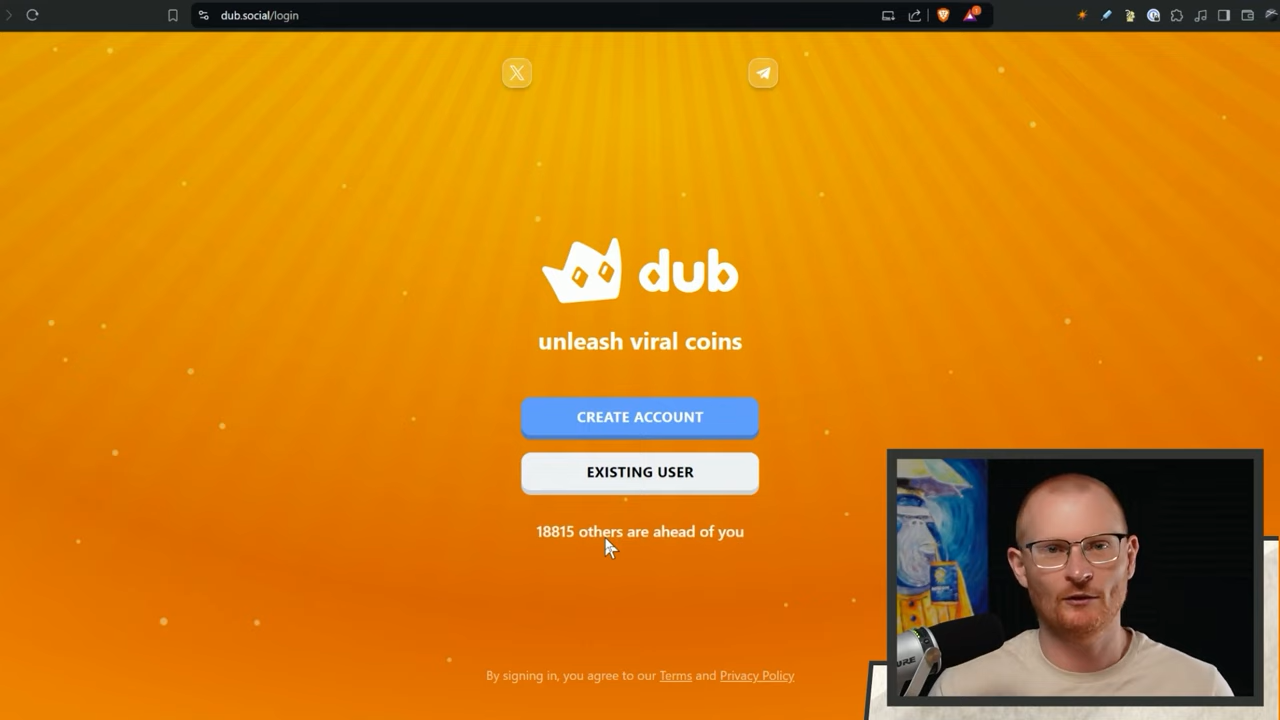 dub.social/login
dub
unleash viral coins
CREATE ACCOUNT
EXISTING USER
18815 others are ahead of you
By signing in, you agree to our Terms and Privacy Policy